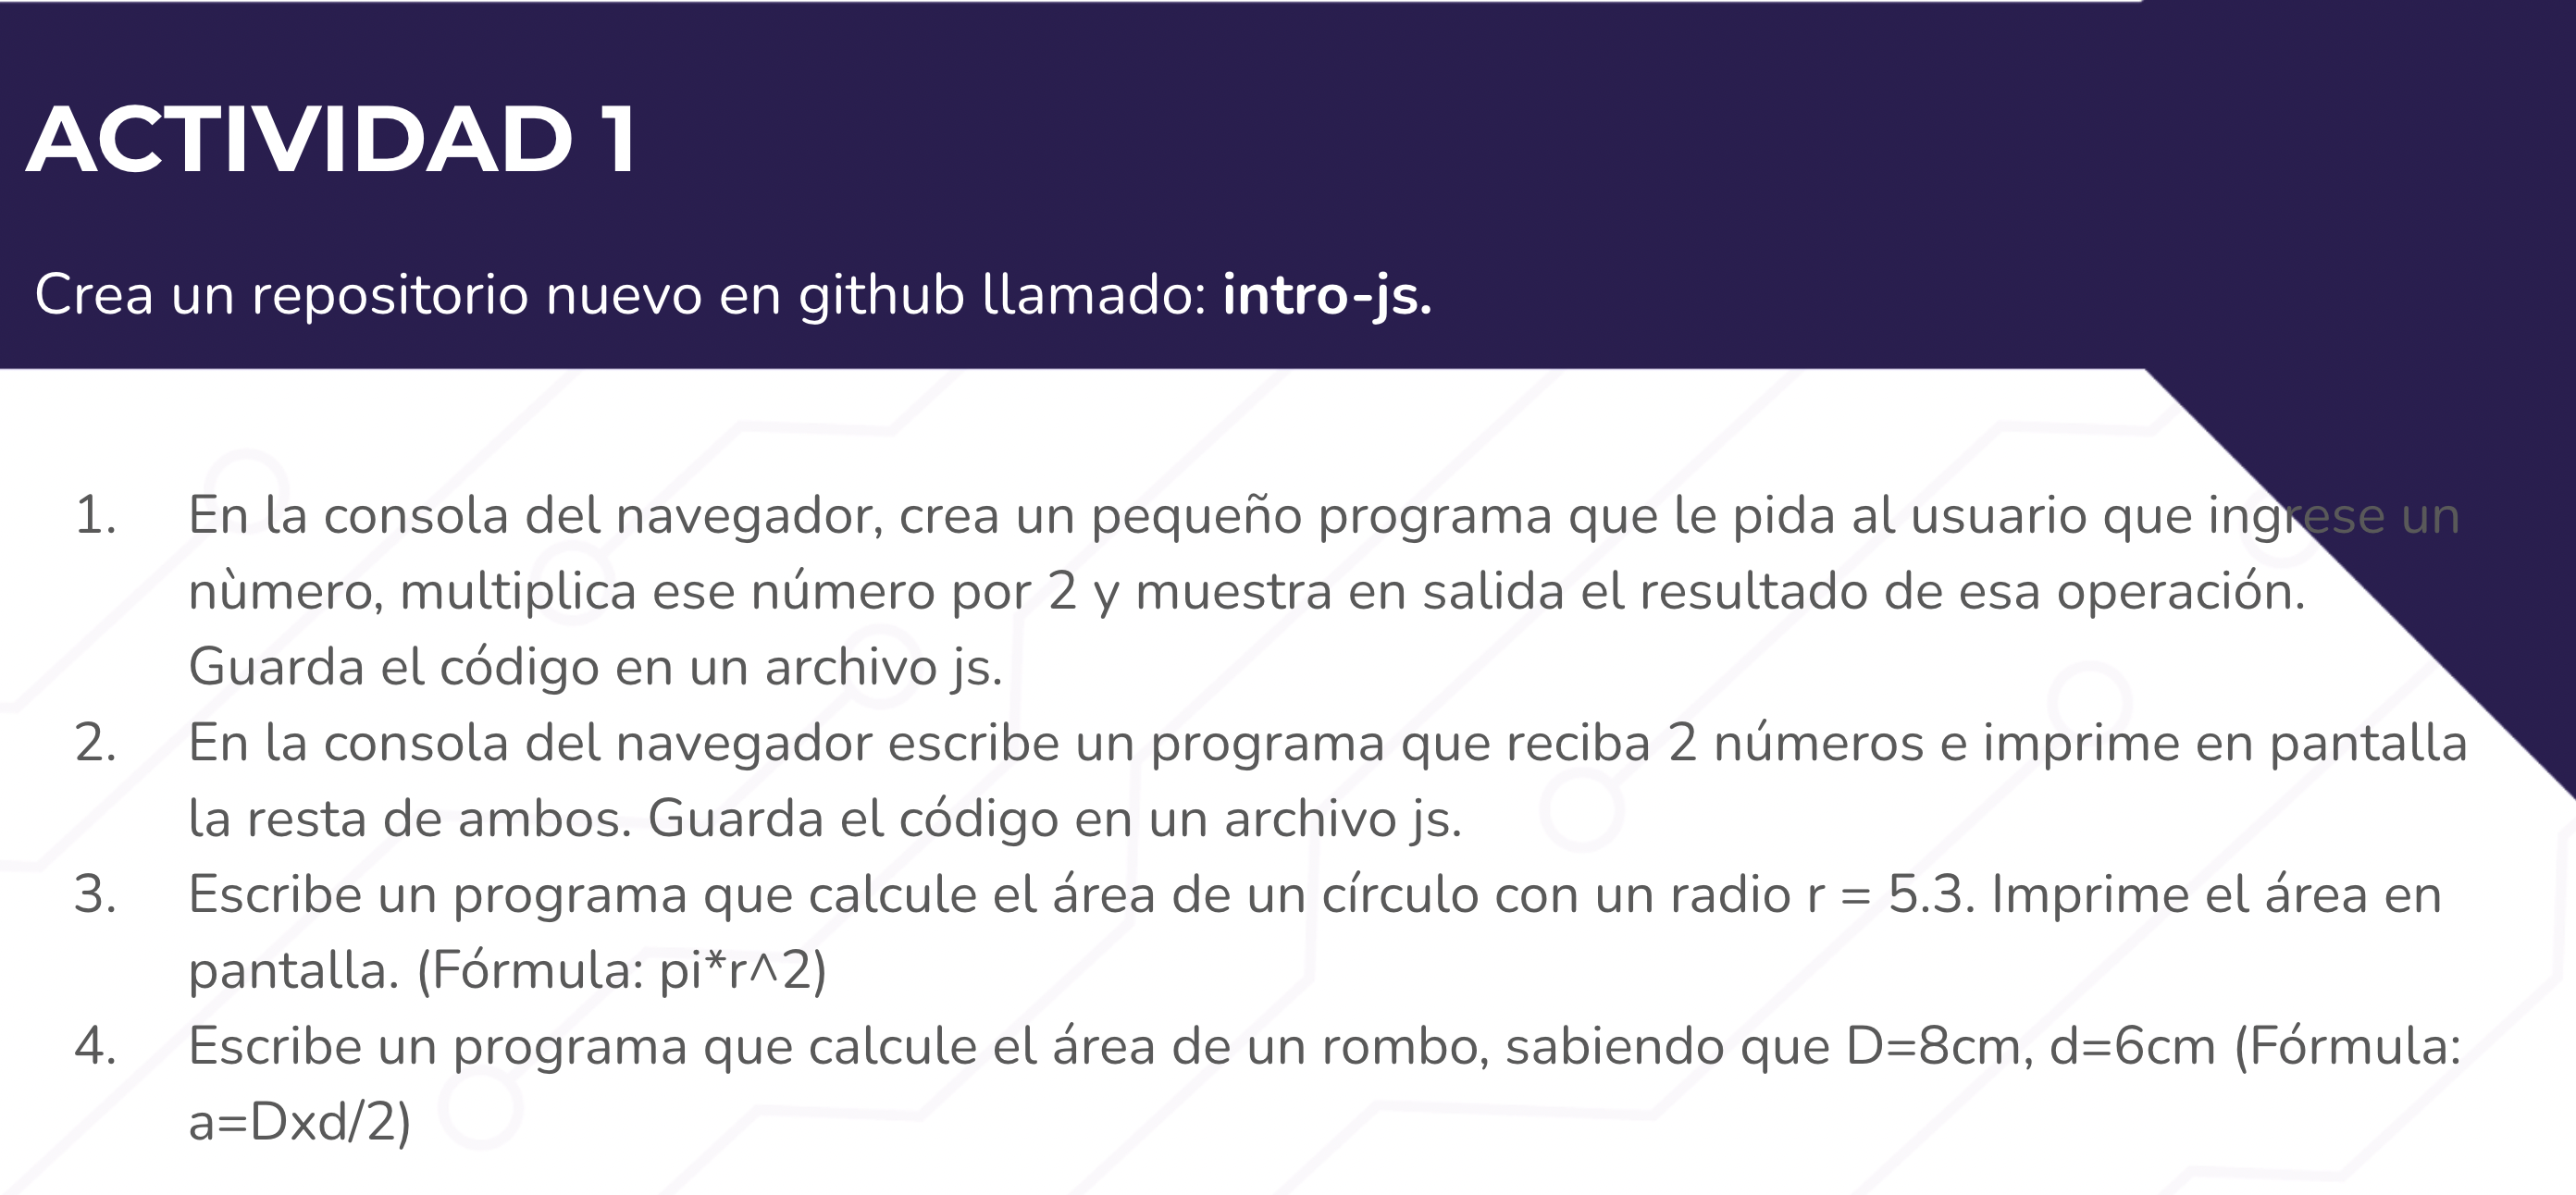 ACTIVIDAD 1
Crea un repositorio nuevo en github llamado: intro-js.
1. En la consola del navegador, crea un pequeño programa que le pida al usuario que ingrese un
nùmero, multiplica ese número por 2 y muestra en salida el resultado de esa operación.
Guarda el código en un archivo js.
2. En la consola del navegador escribe un programa que reciba 2 números e imprime en pantalla
la resta de ambos. Guarda el código en un archivo js.
3. Escribe un programa que calcule el área de un círculo con un radio r = 5.3. Imprime el área en
pantalla. (Fórmula: pi*r^2)
4. Escribe un programa que calcule el área de un rombo, sabiendo que D=8cm, d=6cm (Fórmula:
a=Dxd/2)